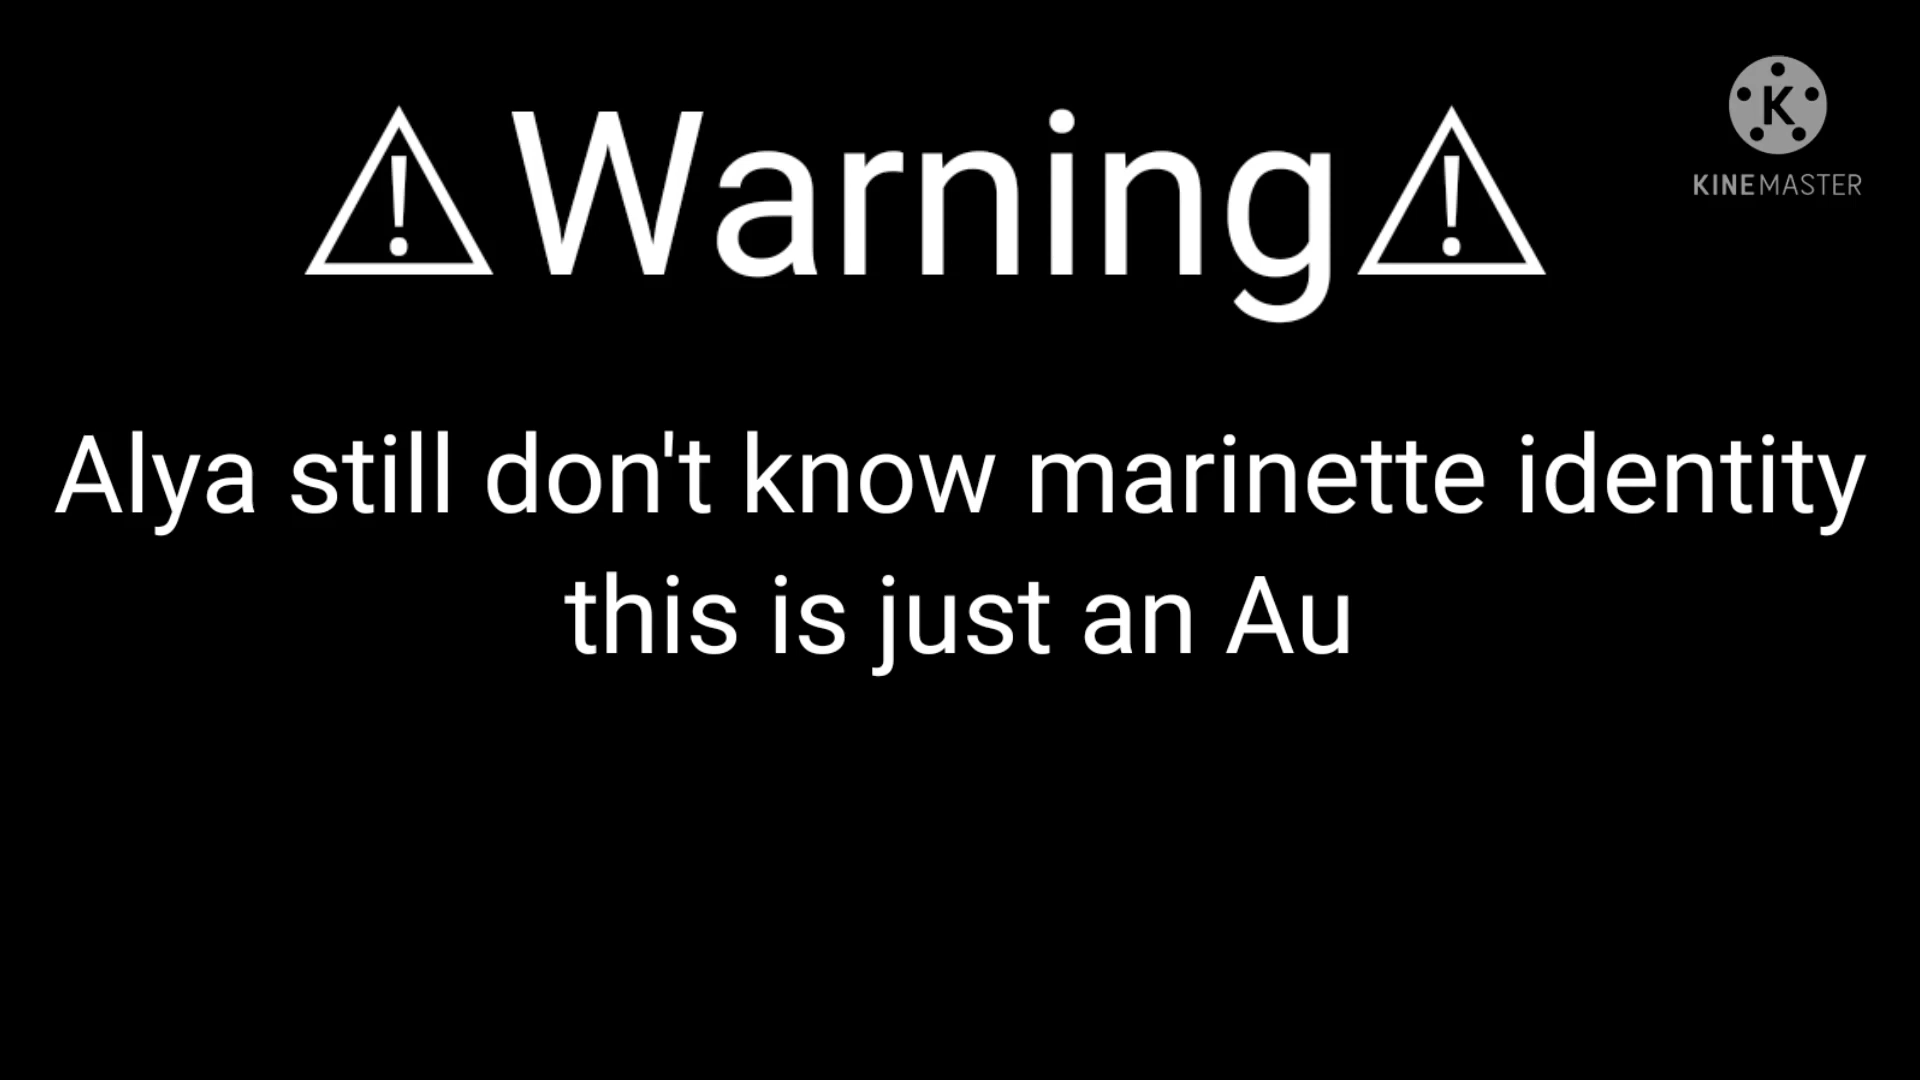 ⚠Warning⚠
K
KINEMASTER
Alya still don't know marinette identity
this is just an Au